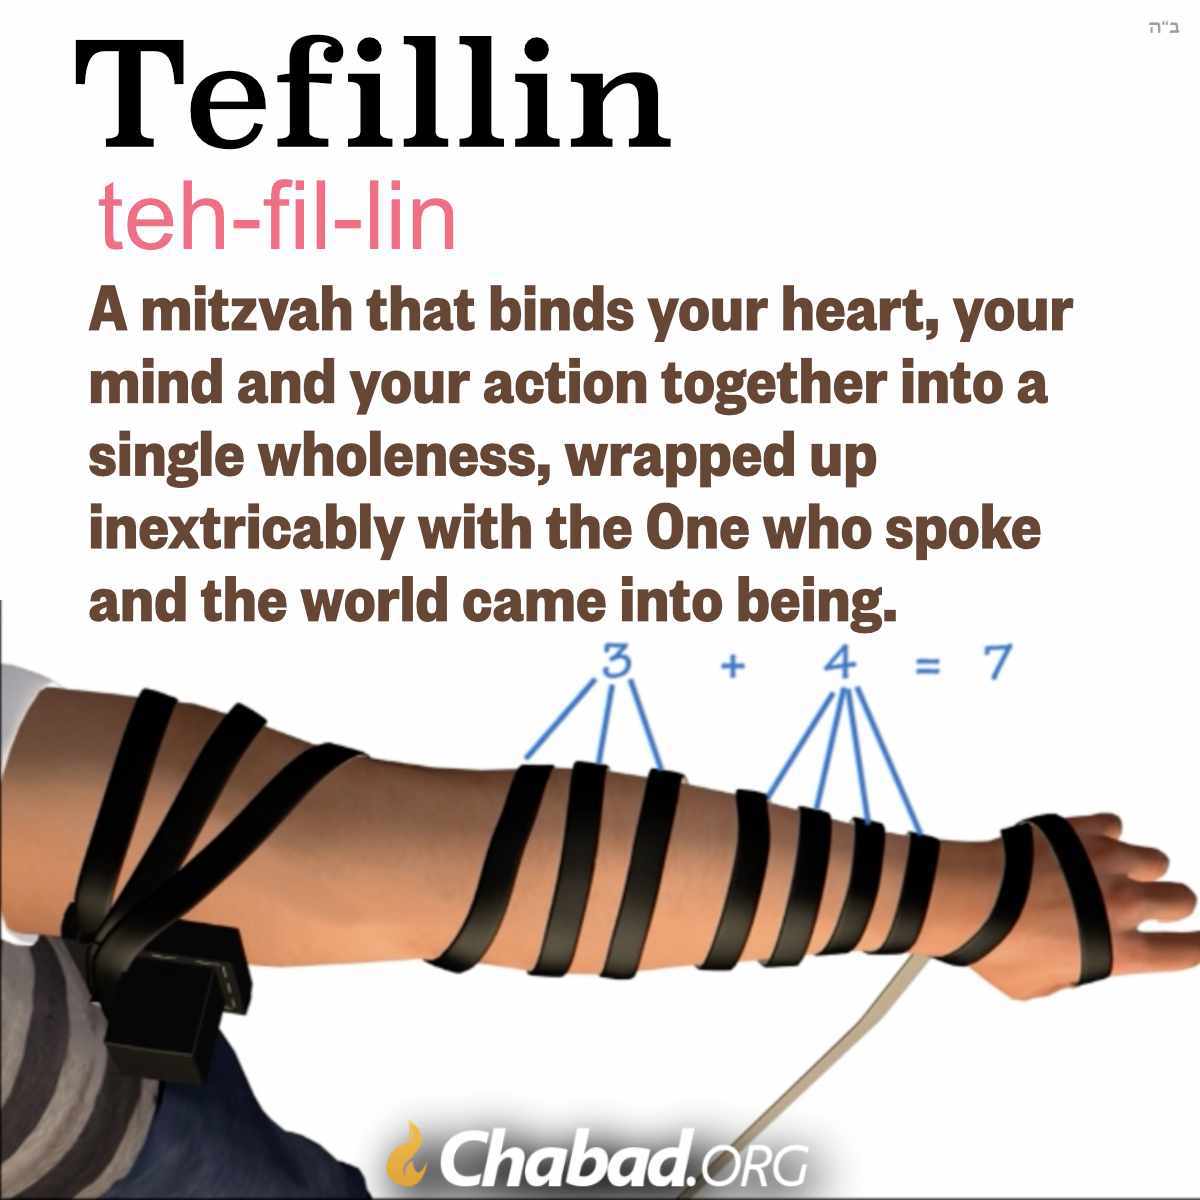 ב"ה
Tefillin
teh-fil-lin
A mitzvah that binds your heart, your
mind and your action together into a
single wholeness, wrapped up
inextricably with the One who spoke
and the world came into being.
3 + 4 = 7
Chabad.ORG